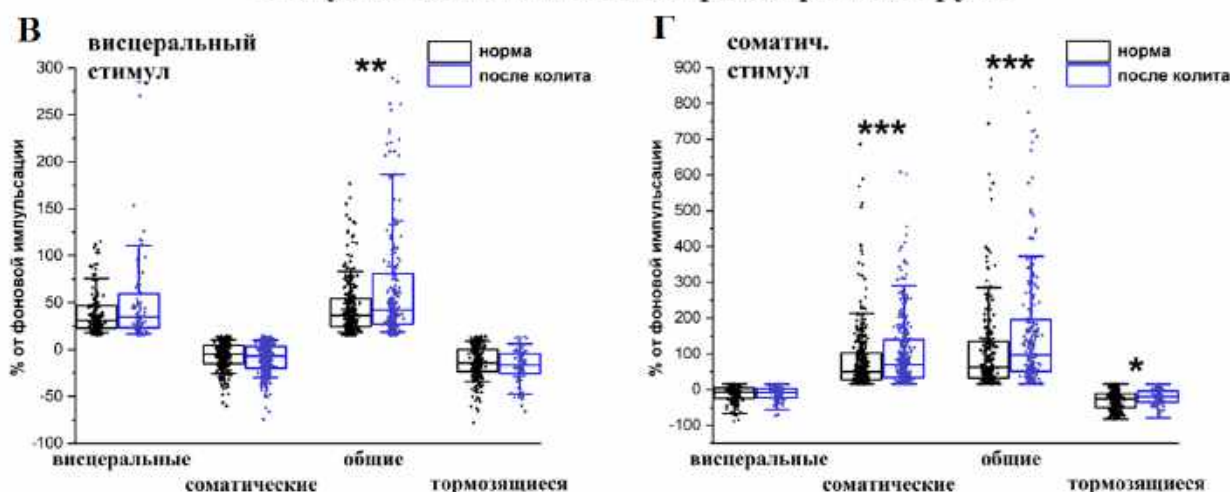 В
висцеральный
стимул
**
норма
после колита
% от фоновой импульсации
300
250
200
150
100
50
0
-50
-100
висцеральные
соматические
общие
тормозящиеся
Г
соматич.
стимул
***
***
*
норма
после колита
% от фоновой импульсации
900
800
700
600
500
400
300
200
100
0
-100
висцеральные
соматические
общие
тормозящиеся